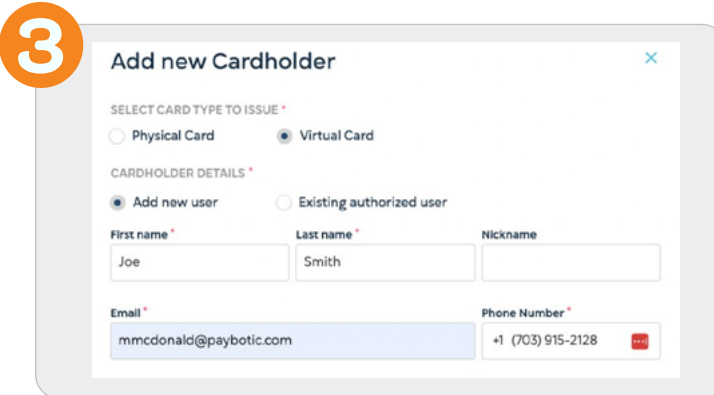 3
Add new Cardholder
SELECT CARD TYPE TO ISSUE *
Physical Card Virtual Card
CARDHOLDER DETAILS *
Add new user Existing authorized user
First name * Last name * Nickname
Joe Smith
Email * Phone Number *
mmcdonald@paybotic.com +1 (703) 915-2128